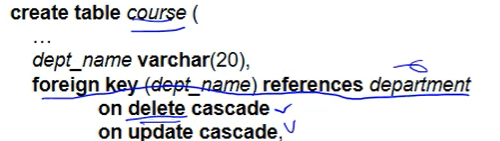 create table course (
…
dept_name varchar(20),
foreign key (dept_name) references department
on delete cascade
on update cascade,